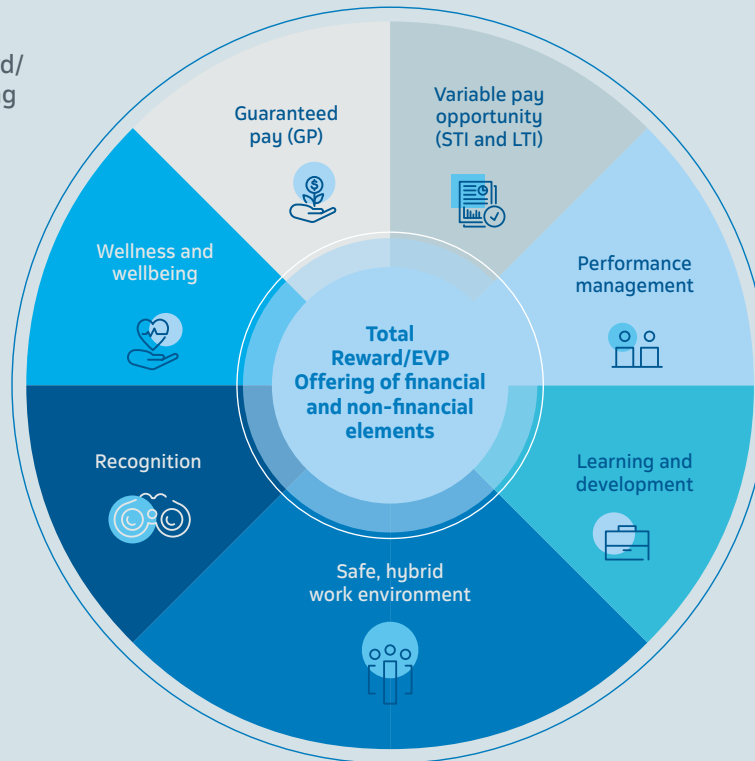 Guaranteed
pay (GP)
Variable pay
opportunity
(STI and LTI)
Wellness and
wellbeing
Performance
management
Total
Reward/EVP
Offering of financial
and non-financial
elements
Recognition
Learning and
development
Safe, hybrid
work environment